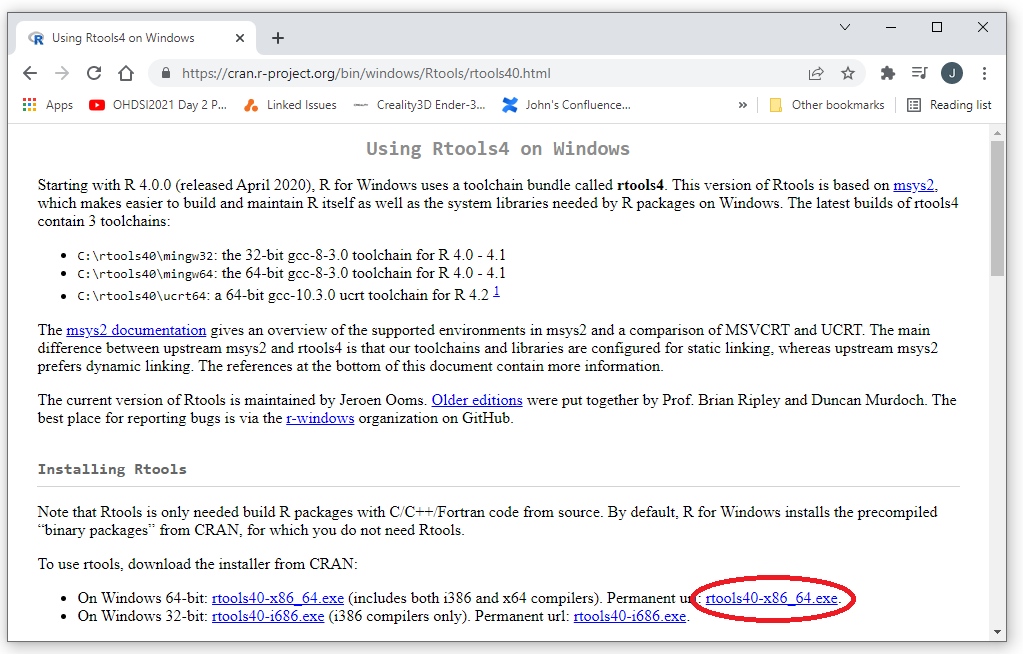 Using Rtools4 on Windows
https://cran.r-project.org/bin/windows/Rtools/rtools40.html
J
Apps
OHDSI2021 Day 2 P...
Linked Issues
Creality3D Ender-3...
John's Confluence...
»
Other bookmarks
Reading list
Using Rtools4 on Windows
Starting with R 4.0.0 (released April 2020), R for Windows uses a toolchain bundle called rtools4. This version of Rtools is based on msys2,
which makes easier to build and maintain R itself as well as the system libraries needed by R packages on Windows. The latest builds of rtools4
contain 3 toolchains:
• C:\rtools40\mingw32: the 32-bit gcc-8-3.0 toolchain for R 4.0 - 4.1
• C:\rtools40\mingw64: the 64-bit gcc-8-3.0 toolchain for R 4.0 - 4.1
• C:\rtools40\ucrt64: a 64-bit gcc-10.3.0 ucrt toolchain for R 4.2 1
The msys2 documentation gives an overview of the supported environments in msys2 and a comparison of MSVCRT and UCRT. The main
difference between upstream msys2 and rtools4 is that our toolchains and libraries are configured for static linking, whereas upstream msys2
prefers dynamic linking. The references at the bottom of this document contain more information.
The current version of Rtools is maintained by Jeroen Ooms. Older editions were put together by Prof. Brian Ripley and Duncan Murdoch. The
best place for reporting bugs is via the r-windows organization on GitHub.
Installing Rtools
Note that Rtools is only needed build R packages with C/C++/Fortran code from source. By default, R for Windows installs the precompiled
“binary packages” from CRAN, for which you do not need Rtools.
To use rtools, download the installer from CRAN:
• On Windows 64-bit: rtools40-x86_64.exe (includes both i386 and x64 compilers). Permanent url: rtools40-x86_64.exe.
• On Windows 32-bit: rtools40-i686.exe (i386 compilers only). Permanent url: rtools40-i686.exe.